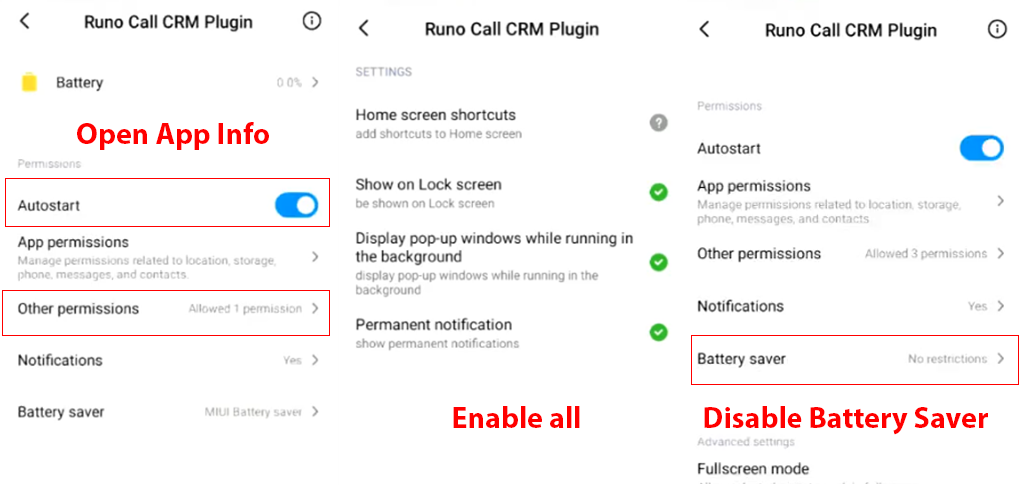 Runo Call CRM Plugin
Battery
0.0%
Open App Info
Permissions
Autostart
App permissions
Manage permissions related to location, storage,
phone, messages, and contacts.
Other permissions
Allowed 1 permission
Notifications
Yes
Battery saver
MIUI Battery saver
Runo Call CRM Plugin
SETTINGS
Home screen shortcuts
add shortcuts to Home screen
Show on Lock screen
be shown on Lock screen
Display pop-up windows while running in
the background
display pop-up windows while running in the
background
Permanent notification
show permanent notifications
Enable all
Runo Call CRM Plugin
Permissions
Autostart
App permissions
Manage permissions related to location, storage,
phone, messages, and contacts.
Other permissions
Allowed 3 permissions
Notifications
Yes
Battery saver
No restrictions
Disable Battery Saver
Advanced settings
Fullscreen mode